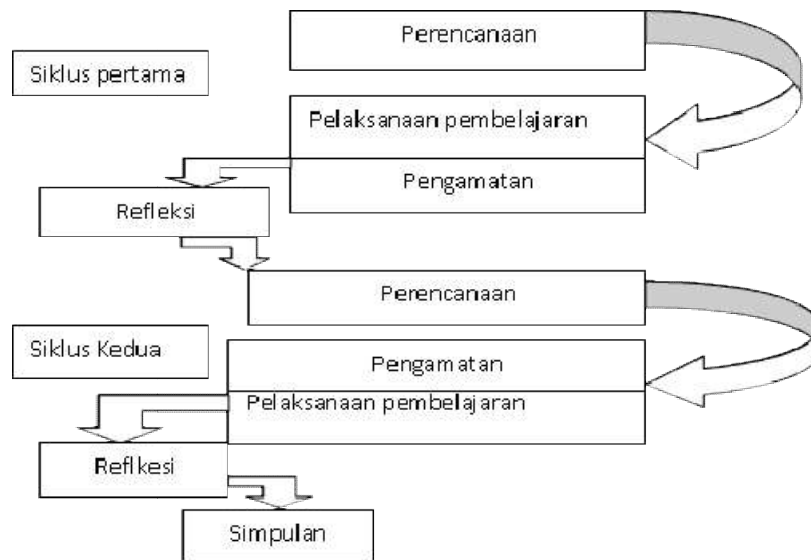 Perencanaan
Siklus pertama
Pelaksanaan pembelajaran
Pengamatan
Refleksi
Perencanaan
Siklus Kedua
Pengamatan
Pelaksanaan pembelajaran
Reflkesi
Simpulan